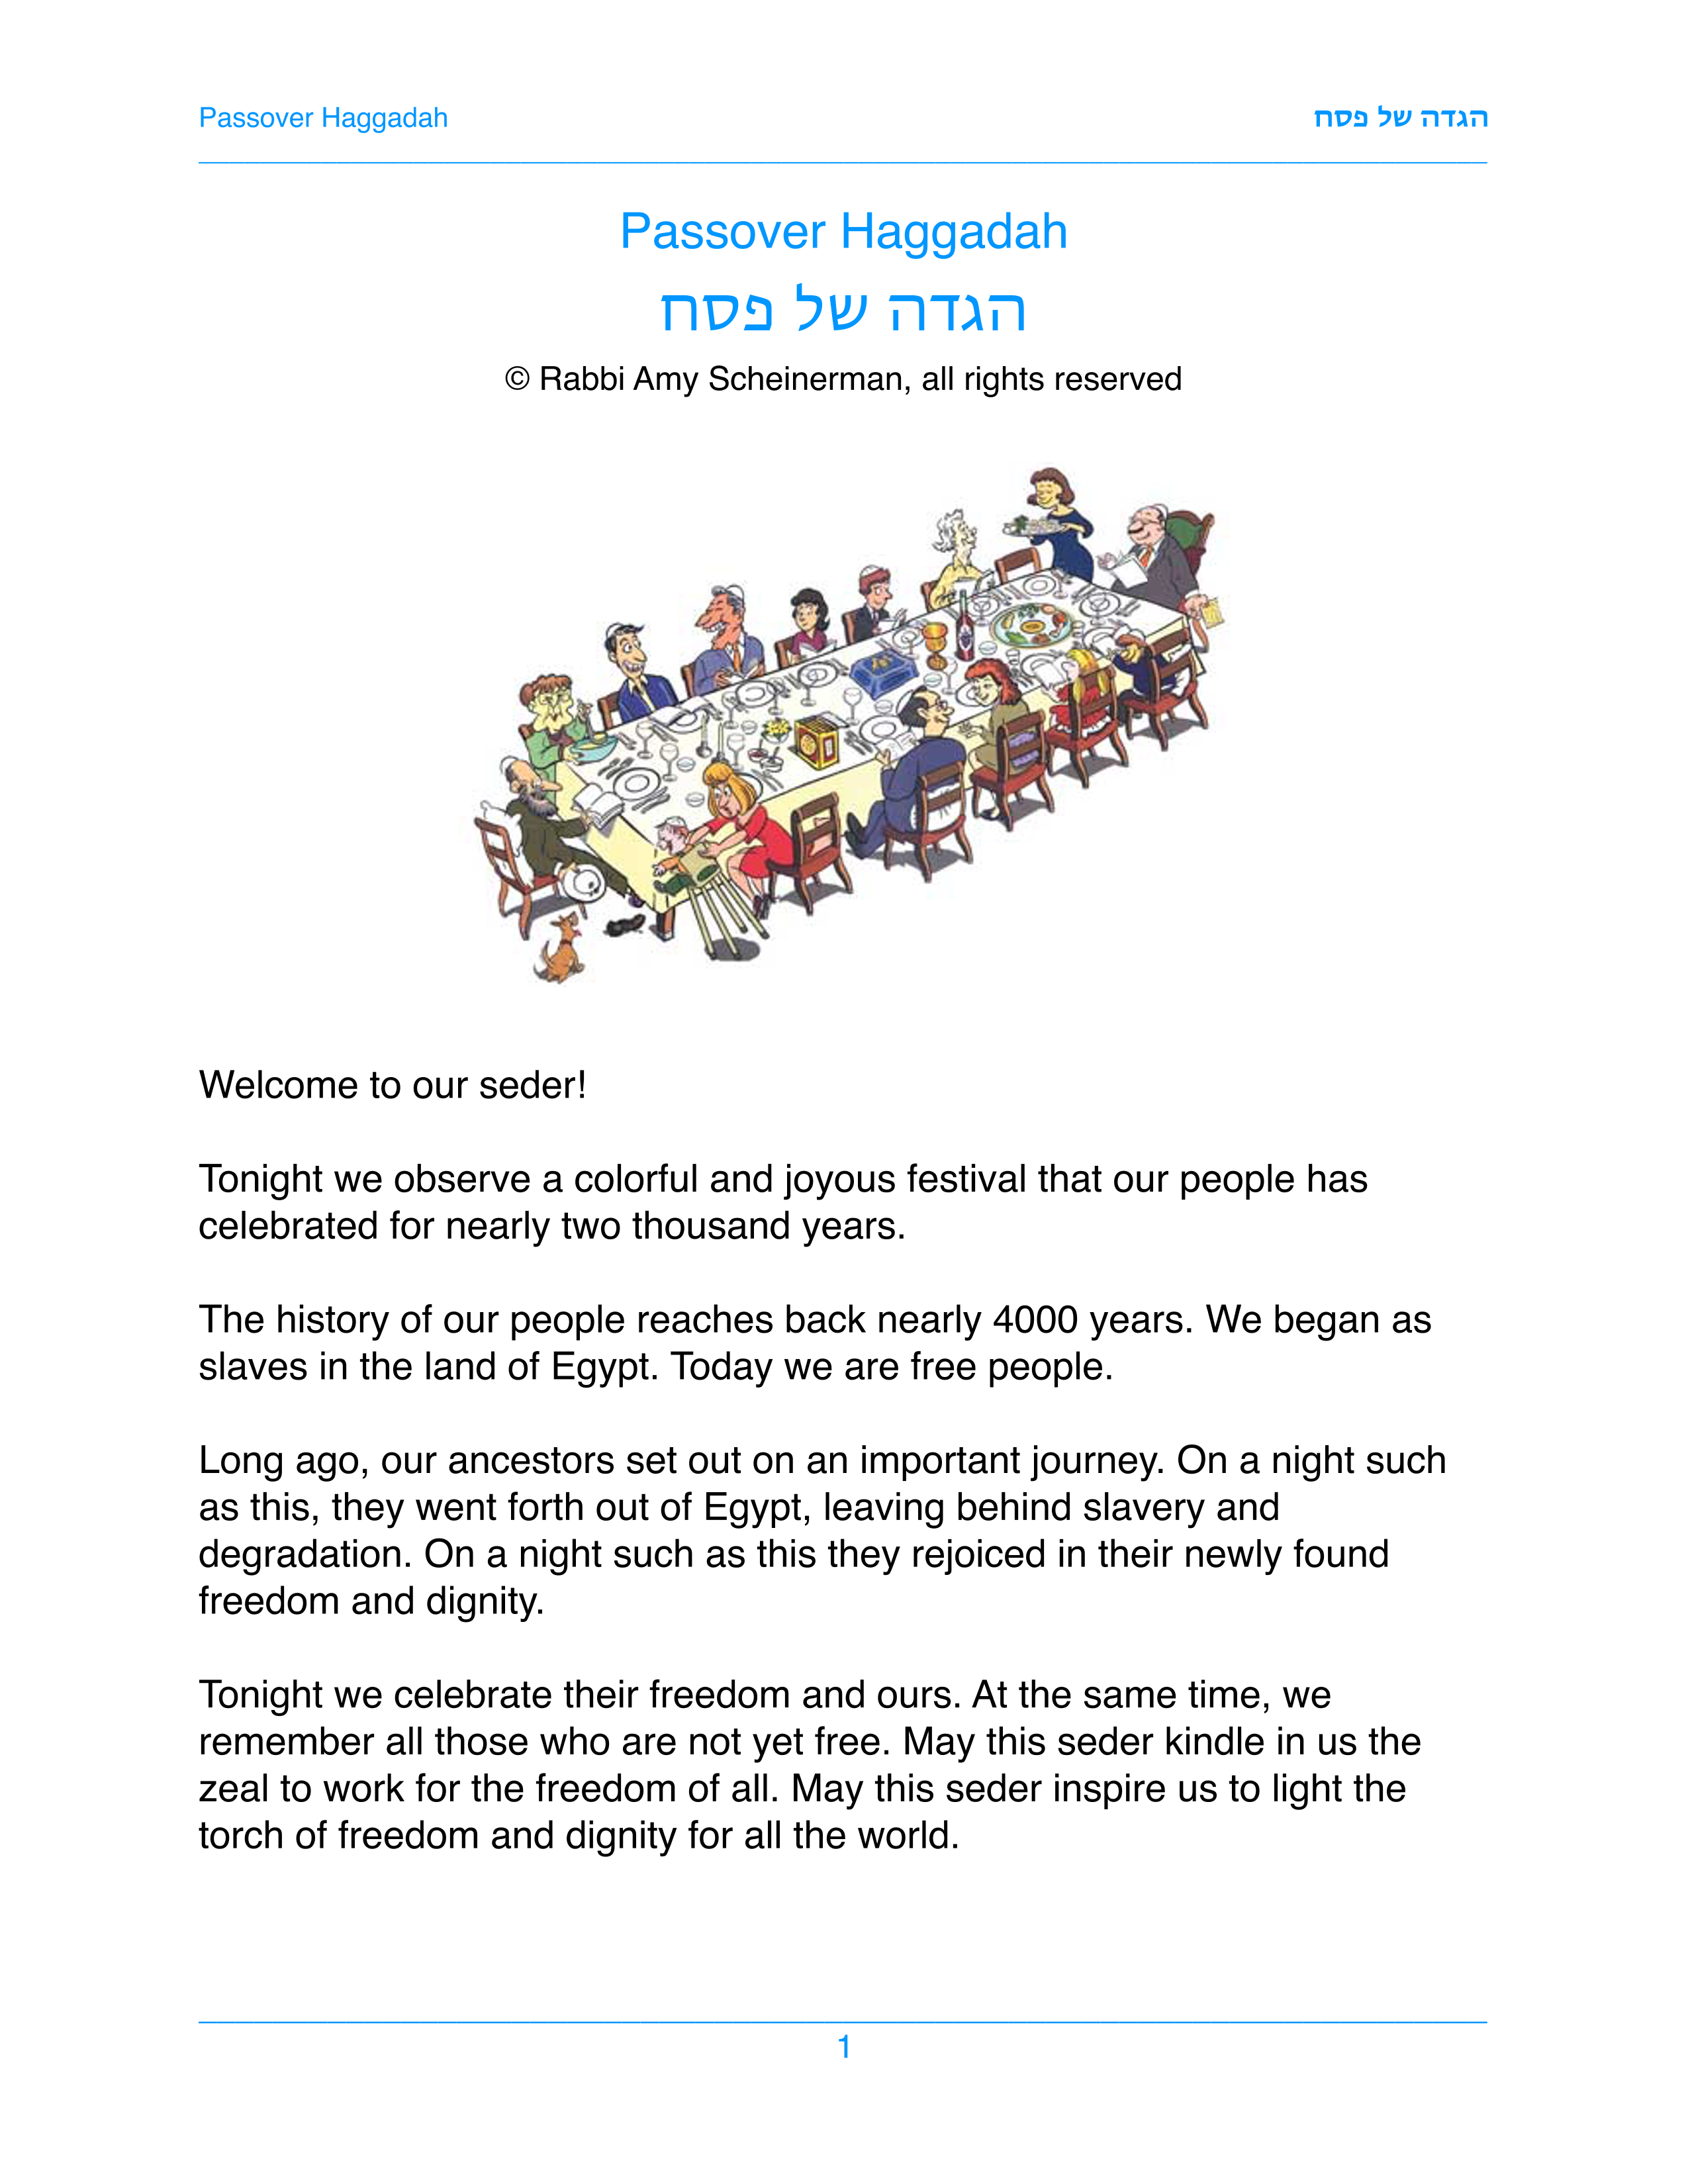 Passover Haggadah הגדה של פסח
Passover Haggadah
הגדה של פסח
© Rabbi Amy Scheinerman, all rights reserved
Welcome to our seder!
Tonight we observe a colorful and joyous festival that our people has
celebrated for nearly two thousand years.
The history of our people reaches back nearly 4000 years. We began as
slaves in the land of Egypt. Today we are free people.
Long ago, our ancestors set out on an important journey. On a night such
as this, they went forth out of Egypt, leaving behind slavery and
degradation. On a night such as this they rejoiced in their newly found
freedom and dignity.
Tonight we celebrate their freedom and ours. At the same time, we
remember all those who are not yet free. May this seder kindle in us the
zeal to work for the freedom of all. May this seder inspire us to light the
torch of freedom and dignity for all the world.
1